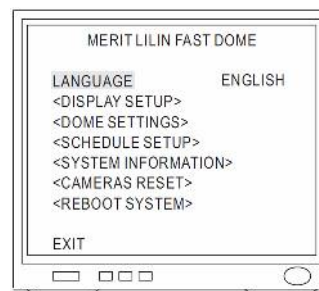 MERIT LILIN FAST DOME
LANGUAGE ENGLISH
<DISPLAY SETUP>
<DOME SETTINGS>
<SCHEDULE SETUP>
<SYSTEM INFORMATION>
<CAMERAS RESET>
<REBOOT SYSTEM>
EXIT